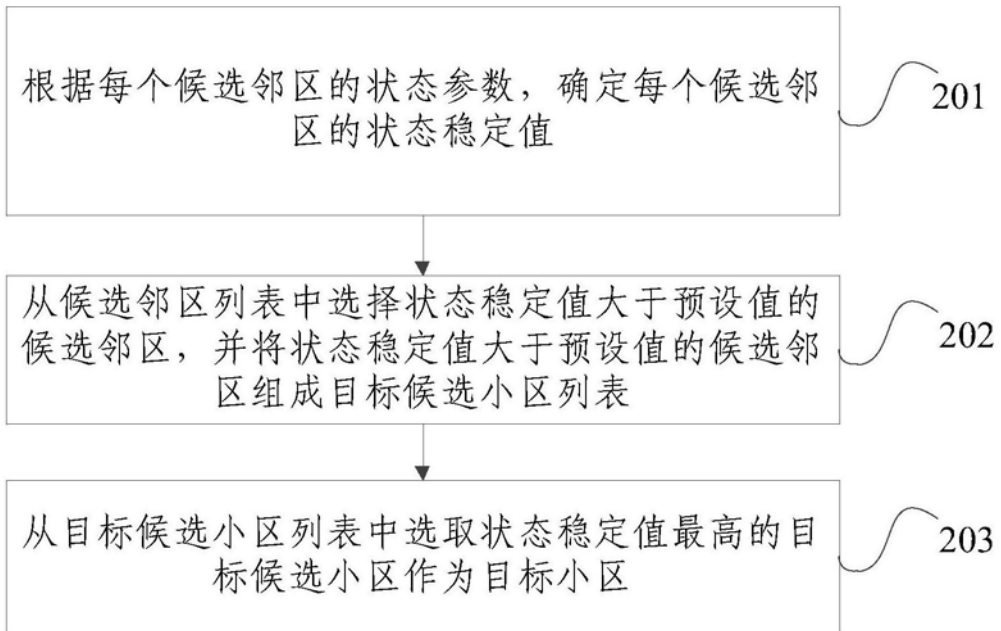 根据每个候选邻区的状态参数，确定每个候选邻
区的状态稳定值
201
从候选邻区列表中选择状态稳定值大于预设值的
候选邻区，并将状态稳定值大于预设值的候选邻
区组成目标候选小区列表
202
从目标候选小区列表中选取状态稳定值最高的目
标候选小区作为目标小区
203